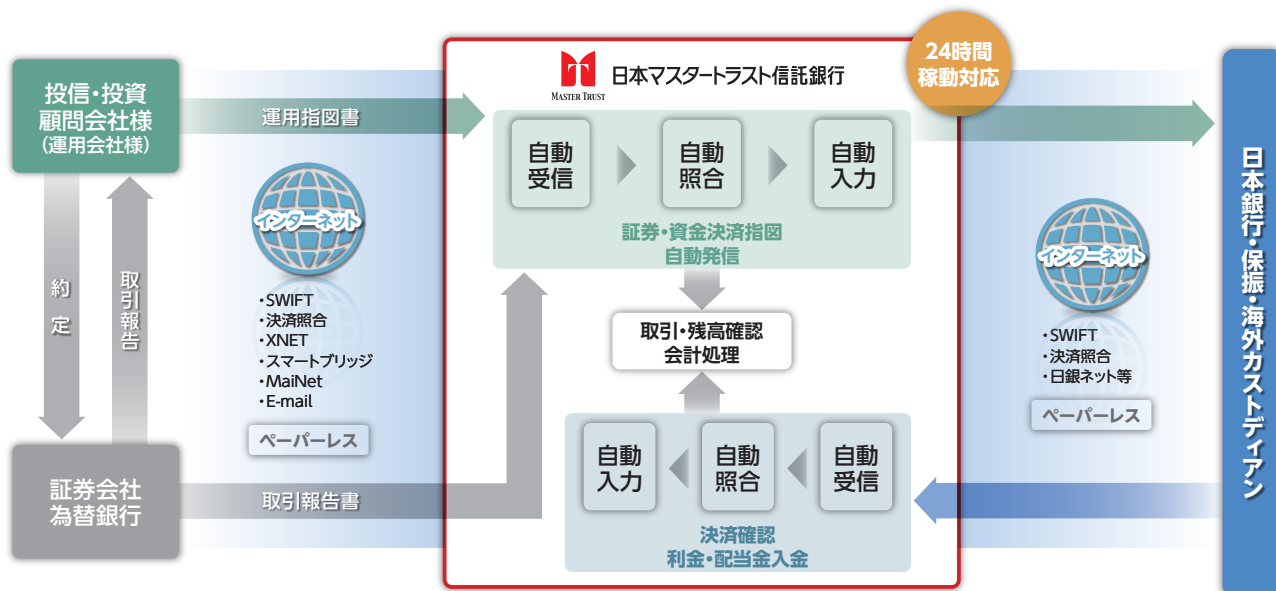 投信・投資
顧問会社様
(運用会社様)
約定
取引報告
証券会社
為替銀行
運用指図書
インターネット
・SWIFT
・決済照合
・XNET
・スマートブリッジ
・MaiNet
・E-mail
ペーパーレス
取引報告書
MASTER TRUST
日本マスタートラスト信託銀行
24時間
稼動対応
自動
受信
自動
照合
自動
入力
証券・資金決済指図
自動発信
取引・残高確認
会計処理
自動
入力
自動
照合
自動
受信
決済確認
利金・配当金入金
インターネット
・SWIFT
・決済照合
・日銀ネット等
ペーパーレス
日本銀行・保振・海外カストディアン